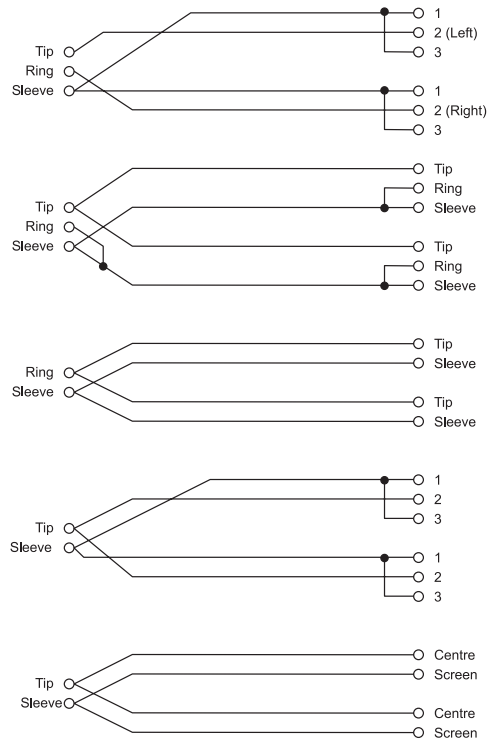 1
2 (Left)
3
Tip
Ring
Sleeve
1
2 (Right)
3
Tip
Ring
Sleeve
Tip
Ring
Sleeve
Tip
Ring
Sleeve
Tip
Sleeve
Ring
Sleeve
Tip
Sleeve
1
2
3
Tip
Sleeve
1
2
3
Centre
Screen
Tip
Sleeve
Centre
Screen